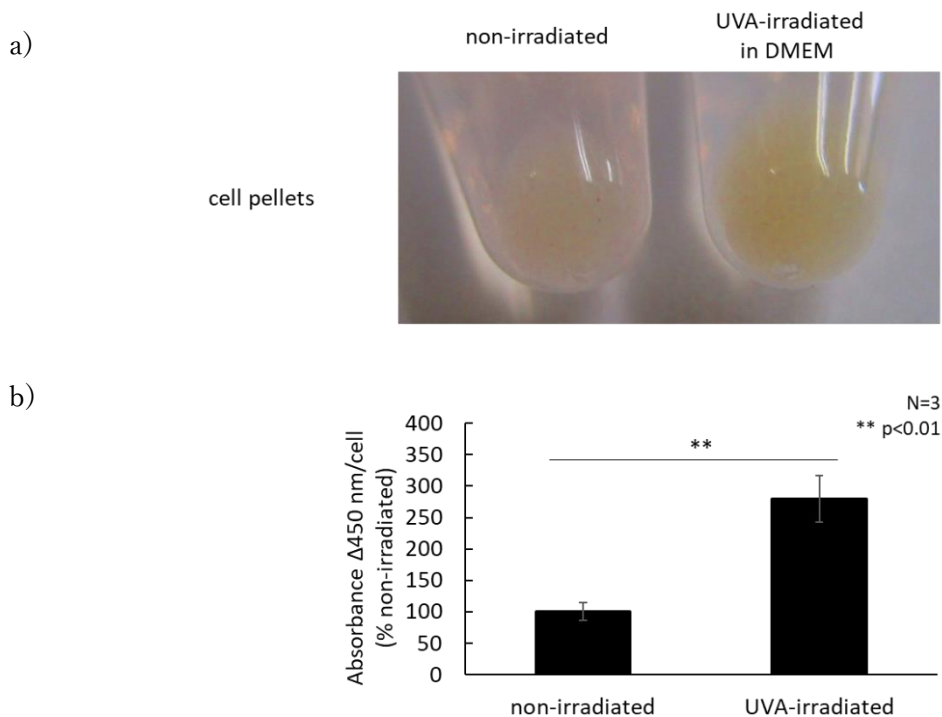 a)
non-irradiated
UVA-irradiated
in DMEM
cell pellets
b)
N=3
** p<0.01
**
Absorbance Δ450 nm/cell
(% non-irradiated)
400
350
300
250
200
150
100
50
0
non-irradiated
UVA-irradiated